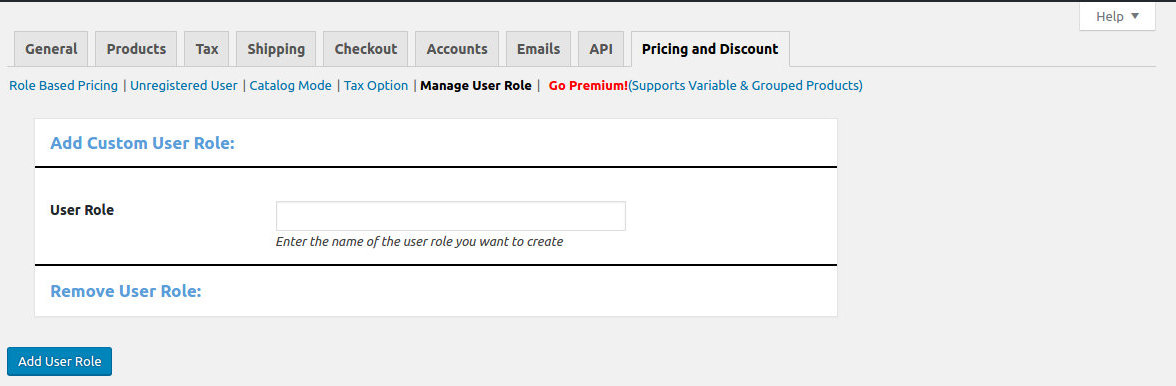 Help
General Products Tax Shipping Checkout Accounts Emails API Pricing and Discount
Role Based Pricing | Unregistered User | Catalog Mode | Tax Option | Manage User Role | Go Premium!(Supports Variable & Grouped Products)
Add Custom User Role:
User Role
Enter the name of the user role you want to create
Remove User Role:
Add User Role